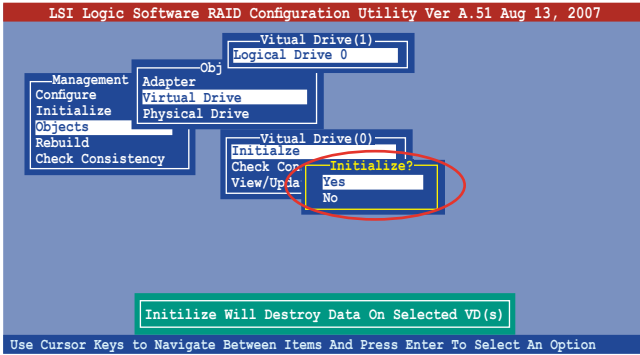 LSI Logic Software RAID Configuration Utility Ver A.51 Aug 13, 2007
Vitual Drive(1)
Logical Drive 0
Obj
Adapter
Virtual Drive
Physical Drive
Management
Configure
Initialize
Objects
Rebuild
Check Consistency
Vitual Drive(0)
Initialze
Check Con
View/Upda
Initialize?
Yes
No
Initilize Will Destroy Data On Selected VD(s)
Use Cursor Keys to Navigate Between Items And Press Enter To Select An Option